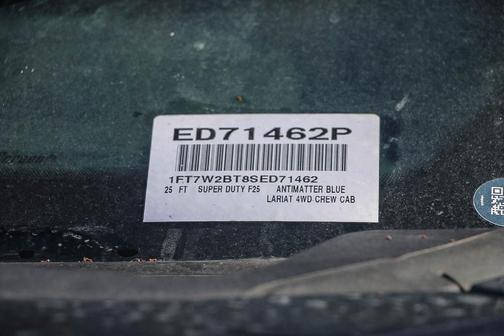 ED71462P
1FT7W2BT8SED71462
25 FT SUPER DUTY F25 ANTIMATTER BLUE
LARIAT 4WD CREW CAB